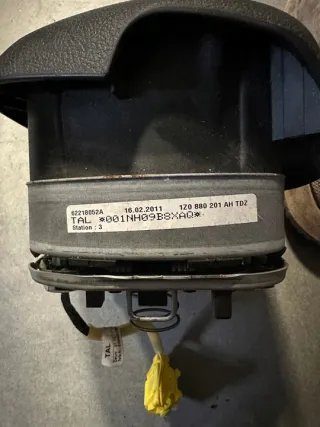 62218052A 16.02.2011 1Z0 880 201 AH TDZ
TAL *001NH09B8XAQ*
Station : 3
TAL